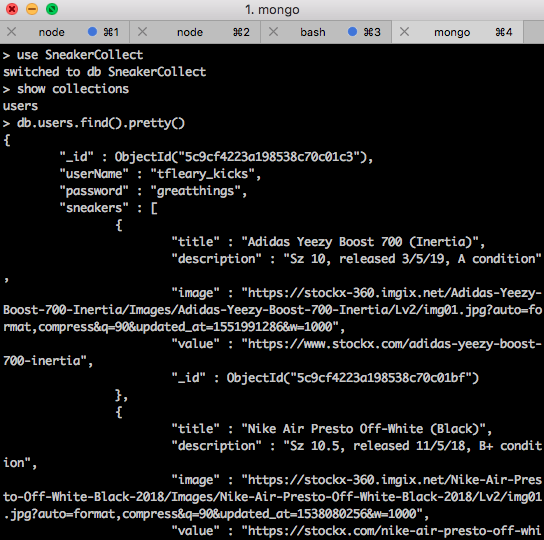 1. mongo
node ⌘1 node ⌘2 bash ⌘3 mongo ⌘4
> use SneakerCollect
switched to db SneakerCollect
> show collections
users
> db.users.find().pretty()
{
"_id" : ObjectId("5c9cf4223a198538c70c01c3"),
"userName" : "tfleary_kicks",
"password" : "greatthings",
"sneakers" : [
{
"title" : "Adidas Yeezy Boost 700 (Inertia)",
"description" : "Sz 10, released 3/5/19, A condition"
,
"image" : "https://stockx-360.imgix.net/Adidas-Yeezy-
Boost-700-Inertia/Images/Adidas-Yeezy-Boost-700-Inertia/Lv2/img01.jpg?auto=fo
rmat,compress&q=90&updated_at=1551991286&w=1000",
"value" : "https://www.stockx.com/adidas-yeezy-boost-
700-inertia",
"_id" : ObjectId("5c9cf4223a198538c70c01bf")
},
{
"title" : "Nike Air Presto Off-White (Black)",
"description" : "Sz 10.5, released 11/5/18, B+ condit
ion",
"image" : "https://stockx-360.imgix.net/Nike-Air-Pres
to-Off-White-Black-2018/Images/Nike-Air-Presto-Off-White-Black-2018/Lv2/img01
.jpg?auto=format,compress&q=90&updated_at=1538080256&w=1000",
"value" : "https://stockx.com/nike-air-presto-off-whi